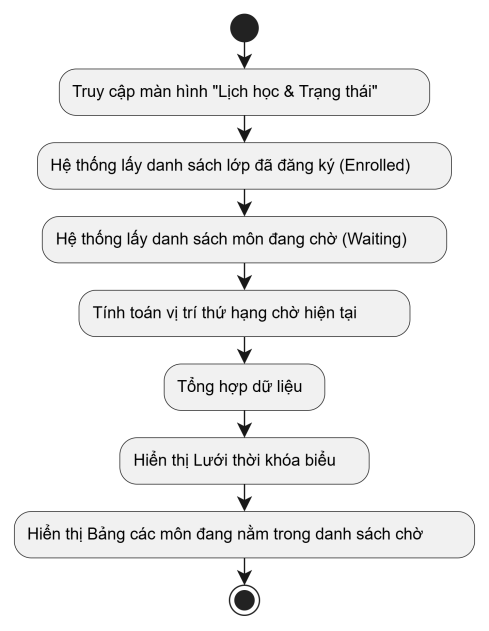 Truy cập màn hình "Lịch học & Trạng thái"
Hệ thống lấy danh sách lớp đã đăng ký (Enrolled)
Hệ thống lấy danh sách môn đang chờ (Waiting)
Tính toán vị trí thứ hạng chờ hiện tại
Tổng hợp dữ liệu
Hiển thị Lưới thời khóa biểu
Hiển thị Bảng các môn đang nằm trong danh sách chờ